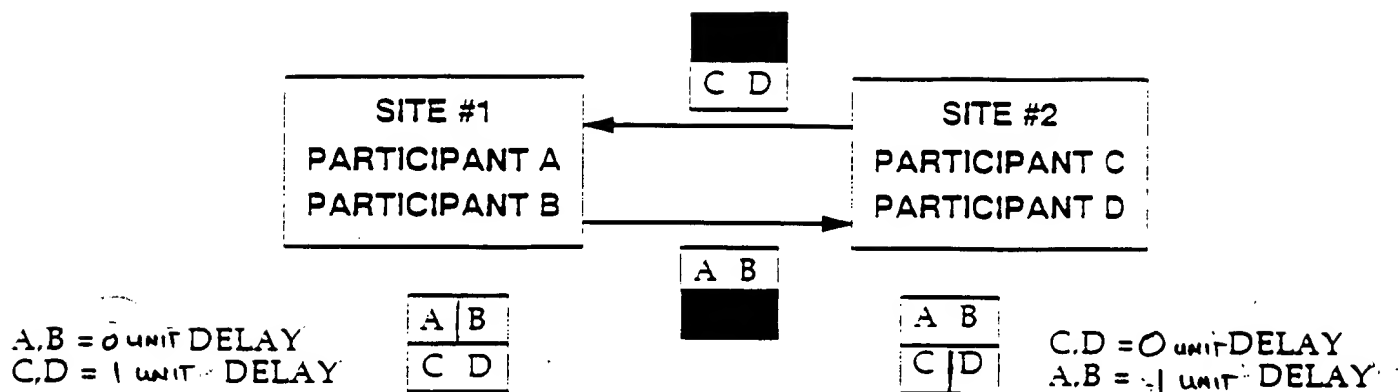 C D
SITE #1
PARTICIPANT A
PARTICIPANT B
SITE #2
PARTICIPANT C
PARTICIPANT D
A B
A B
C D
A B
C D
A,B = 0 UNIT DELAY
C,D = 1 UNIT DELAY
C,D = 0 UNIT DELAY
A,B = 1 UNIT DELAY